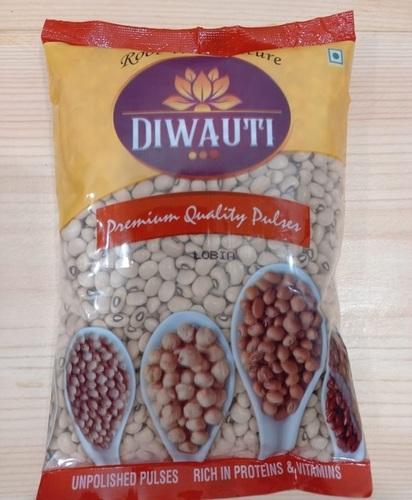 DIWAUTI
Premium Quality Pulses
LOBIA
UNPOLISHED PULSES RICH IN PROTEINS & VITAMINS